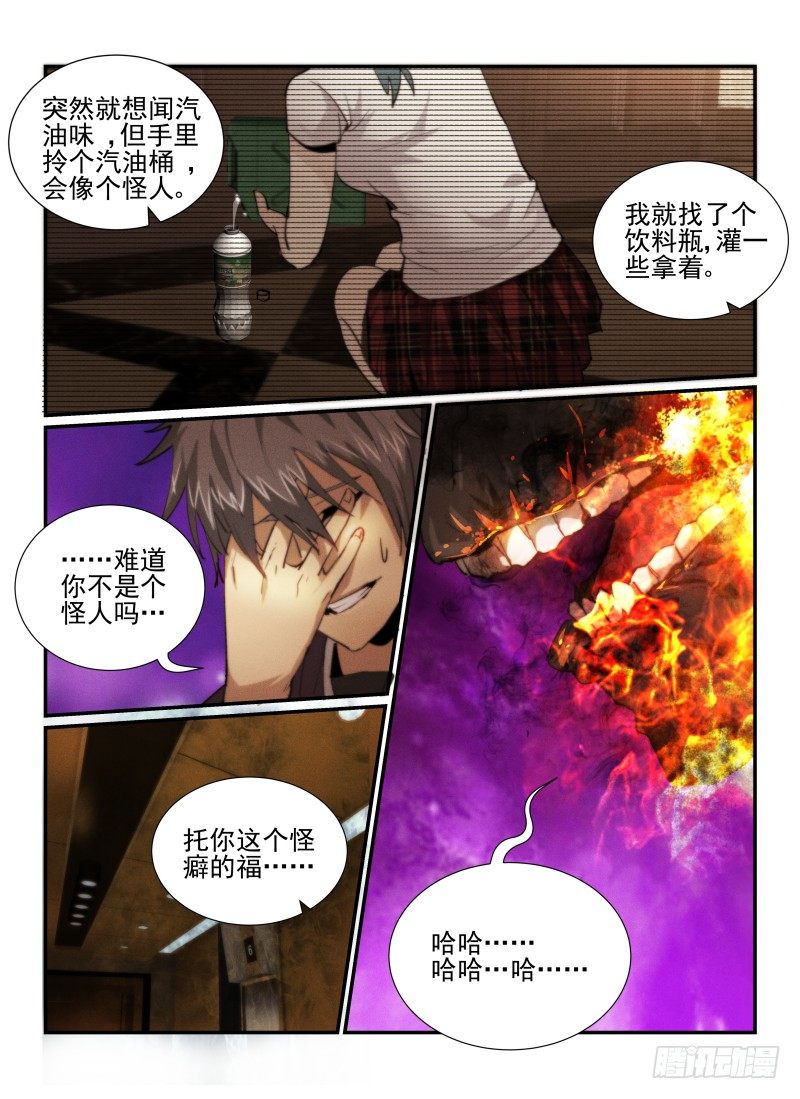 突然就想闻汽
油味，但手里
拎个汽油桶，
会像个怪人。
我就找了个
饮料瓶,灌一
些拿着。
……难道
你不是个
怪人吗…
托你这个怪
癖的福……
6
哈哈……
哈哈…哈……
腾讯动漫